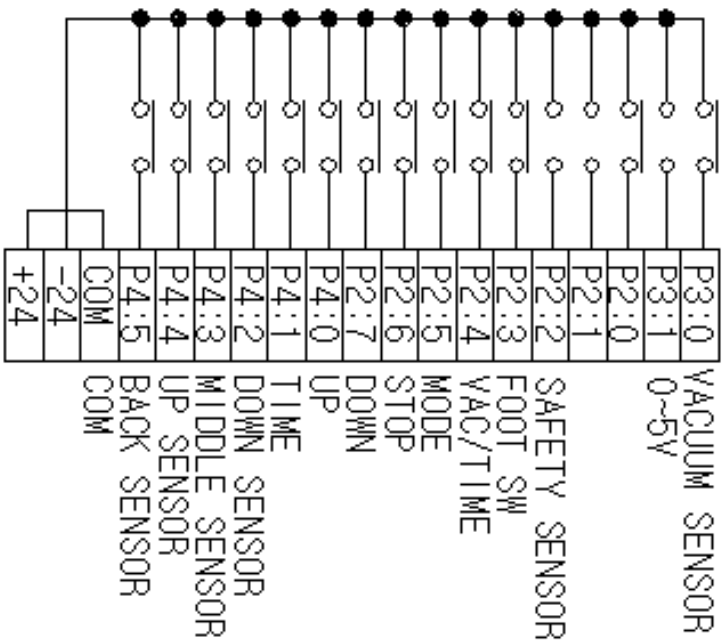 P3:0 VACUUM SENSOR
P3:1 0~5V
P2:0
P2:1
P2:2 SAFETY SENSOR
P2:3 FOOT SW
P2:4 VAC/TIME
P2:5 MODE
P2:6 STOP
P2:7 DOWN
P4:0 UP
P4:1 TIME
P4:2 DOWN SENSOR
P4:3 MIDDLE SENSOR
P4:4 UP SENSOR
P4:5 BACK SENSOR
COM COM
-24
+24